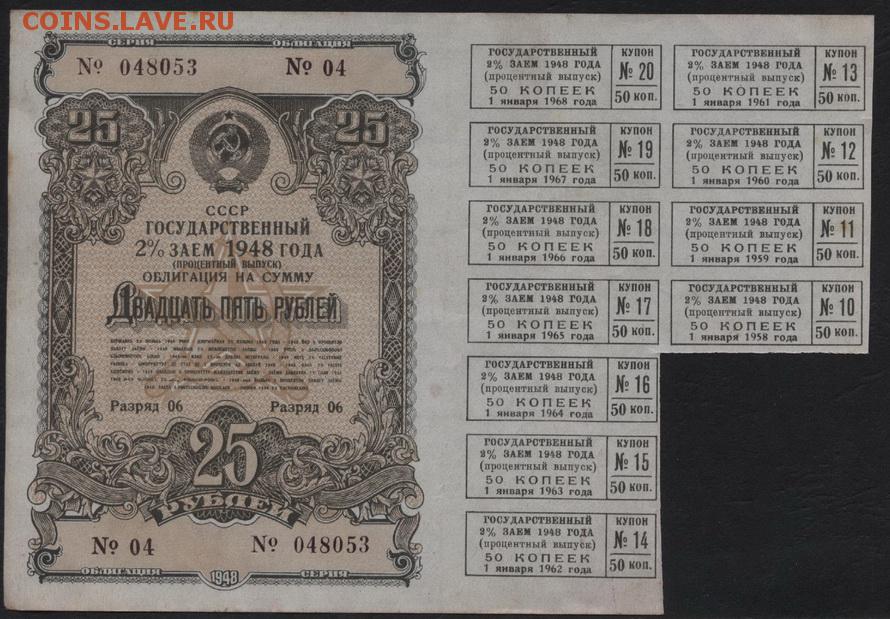 COINS.LAVE.RU
СЕРИЯ ОБЛИГАЦИЯ
№ 048053 № 04
25 25
СССР
ГОСУДАРСТВЕННЫЙ
2% ЗАЕМ 1948 ГОДА
(ПРОЦЕНТНЫЙ ВЫПУСК)
ОБЛИГАЦИЯ НА СУММУ
ДВАДЦАТЬ ПЯТЬ РУБЛЕЙ
Разряд 06 Разряд 06
25
РУБЛЕЙ
№ 04 № 048053
ОБЛИГАЦИЯ 1948 СЕРИЯ
ГОСУДАРСТВЕННЫЙ
2% ЗАЕМ 1948 ГОДА
(процентный выпуск)
50 КОПЕЕК
1 января 1968 года
КУПОН
№ 20
50 коп.
ГОСУДАРСТВЕННЫЙ
2% ЗАЕМ 1948 ГОДА
(процентный выпуск)
50 КОПЕЕК
1 января 1967 года
КУПОН
№ 19
50 коп.
ГОСУДАРСТВЕННЫЙ
2% ЗАЕМ 1948 ГОДА
(процентный выпуск)
50 КОПЕЕК
1 января 1966 года
КУПОН
№ 18
50 коп.
ГОСУДАРСТВЕННЫЙ
2% ЗАЕМ 1948 ГОДА
(процентный выпуск)
50 КОПЕЕК
1 января 1965 года
КУПОН
№ 17
50 коп.
ГОСУДАРСТВЕННЫЙ
2% ЗАЕМ 1948 ГОДА
(процентный выпуск)
50 КОПЕЕК
1 января 1964 года
КУПОН
№ 16
50 коп.
ГОСУДАРСТВЕННЫЙ
2% ЗАЕМ 1948 ГОДА
(процентный выпуск)
50 КОПЕЕК
1 января 1963 года
КУПОН
№ 15
50 коп.
ГОСУДАРСТВЕННЫЙ
2% ЗАЕМ 1948 ГОДА
(процентный выпуск)
50 КОПЕЕК
1 января 1962 года
КУПОН
№ 14
50 коп.
ГОСУДАРСТВЕННЫЙ
2% ЗАЕМ 1948 ГОДА
(процентный выпуск)
50 КОПЕЕК
1 января 1961 года
КУПОН
№ 13
50 коп.
ГОСУДАРСТВЕННЫЙ
2% ЗАЕМ 1948 ГОДА
(процентный выпуск)
50 КОПЕЕК
1 января 1960 года
КУПОН
№ 12
50 коп.
ГОСУДАРСТВЕННЫЙ
2% ЗАЕМ 1948 ГОДА
(процентный выпуск)
50 КОПЕЕК
1 января 1959 года
КУПОН
№ 11
50 коп.
ГОСУДАРСТВЕННЫЙ
2% ЗАЕМ 1948 ГОДА
(процентный выпуск)
50 КОПЕЕК
1 января 1958 года
КУПОН
№ 10
50 коп.